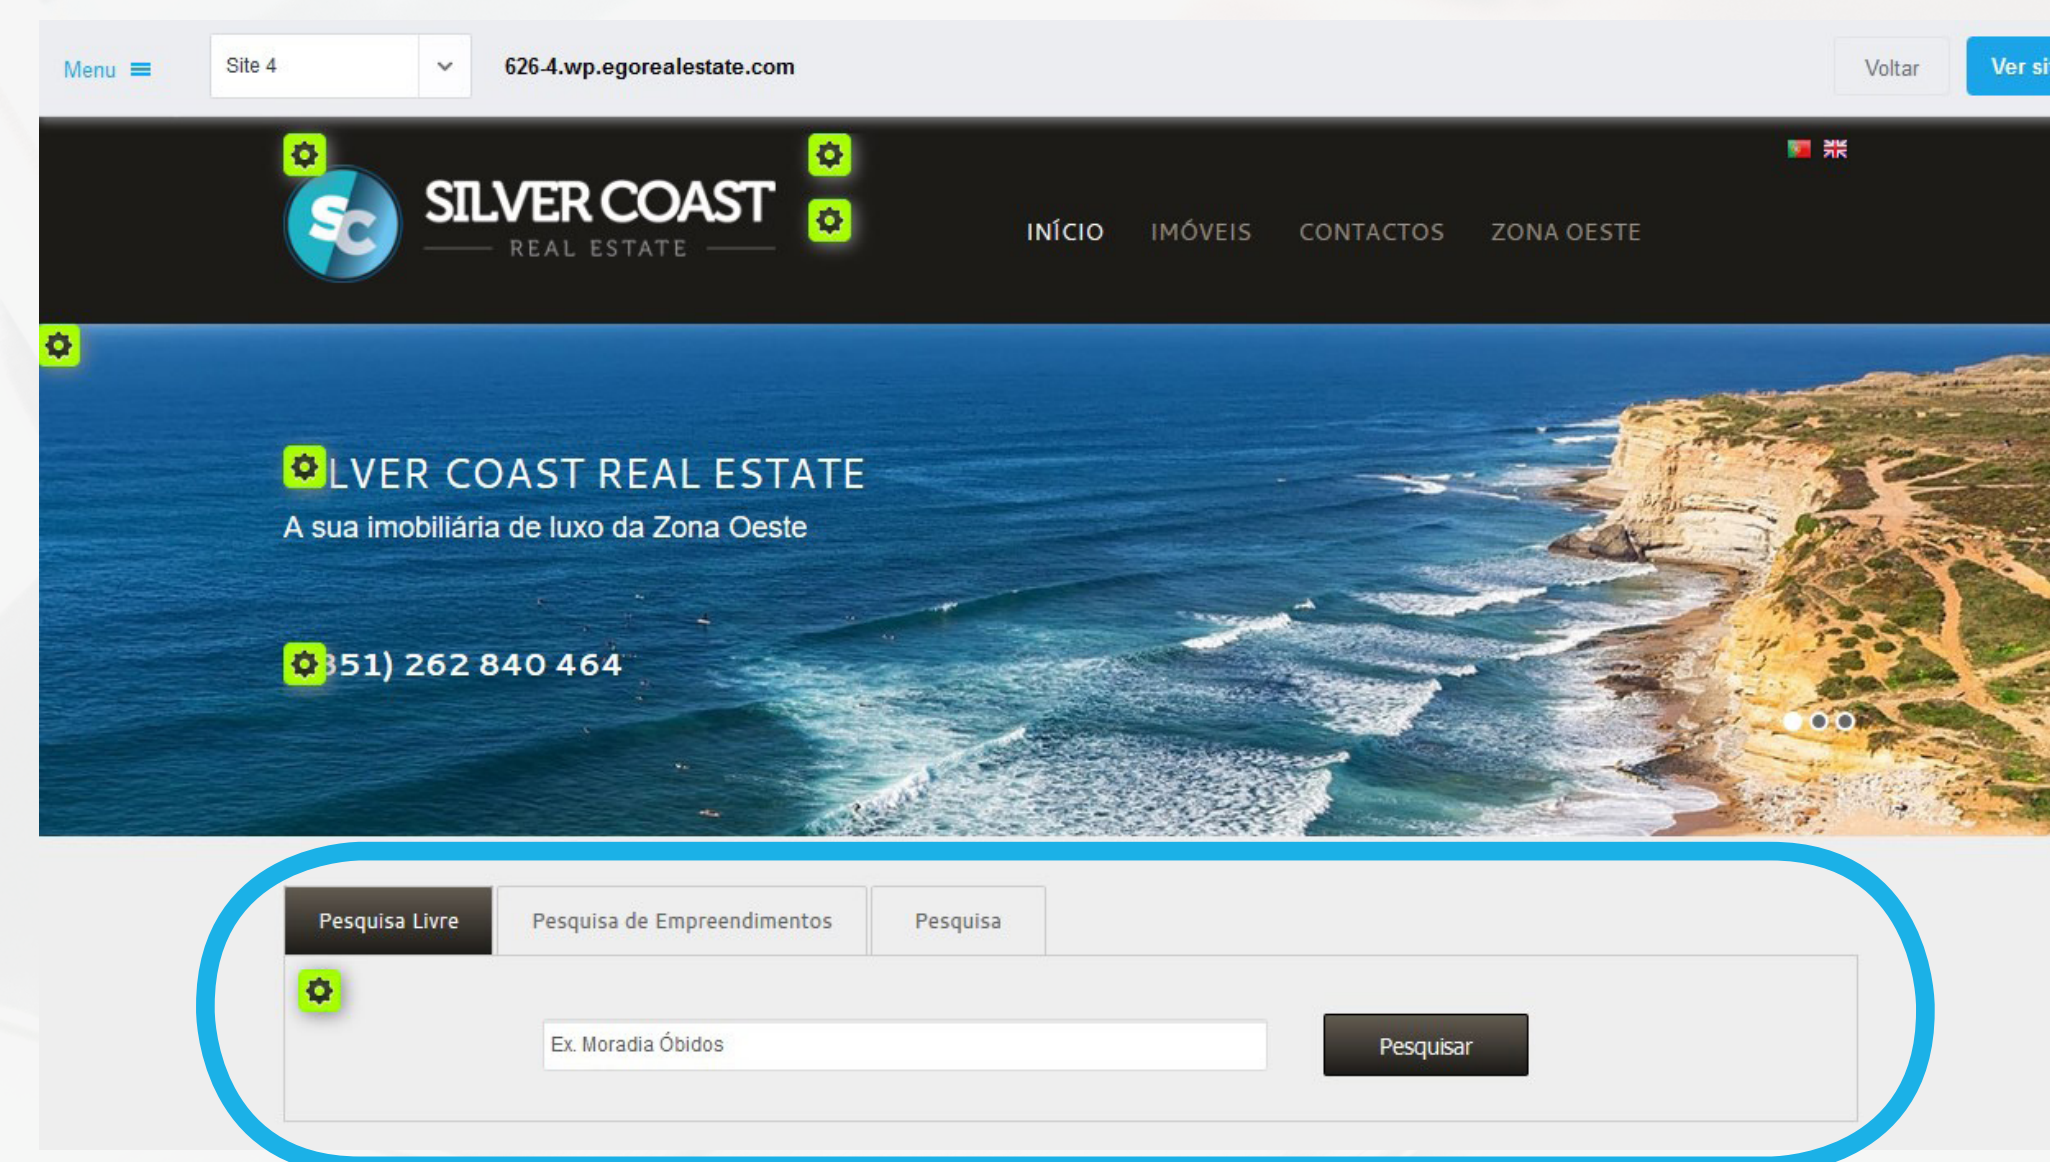 Menu
Site 4
626-4.wp.egorealestate.com
Voltar
Ver
SC
SILVER COAST
REAL ESTATE
INÍCIO IMÓVEIS CONTACTOS ZONA OESTE
LVER COAST REAL ESTATE
A sua imobiliária de luxo da Zona Oeste
351) 262 840 464
Pesquisa Livre
Pesquisa de Empreendimentos
Pesquisa
Ex. Moradia Óbidos
Pesquisar